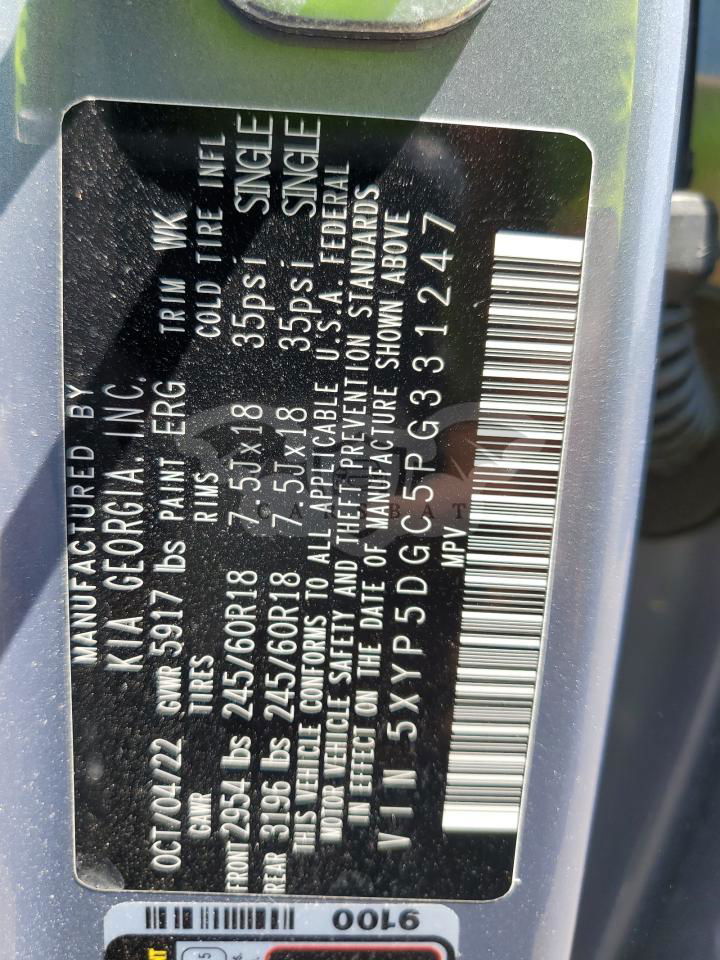 MANUFACTURED BY
KIA GEORGIA, INC.
OCT/04/22 GVWR 5917 lbs PAINT ERG TRIM WK
GAWR TIRES RIMS COLD TIRE INFL
FRONT 2954 lbs 245/60R18 7.5Jx18 35psi SINGLE
REAR 3196 lbs 245/60R18 7.5Jx18 35psi SINGLE
THIS VEHICLE CONFORMS TO ALL APPLICABLE U.S.A. FEDERAL
MOTOR VEHICLE SAFETY AND THEFT PREVENTION STANDARDS
IN EFFECT ON THE DATE OF MANUFACTURE SHOWN ABOVE
VIN 5XYP5DGC5PG331247
MPV
9100